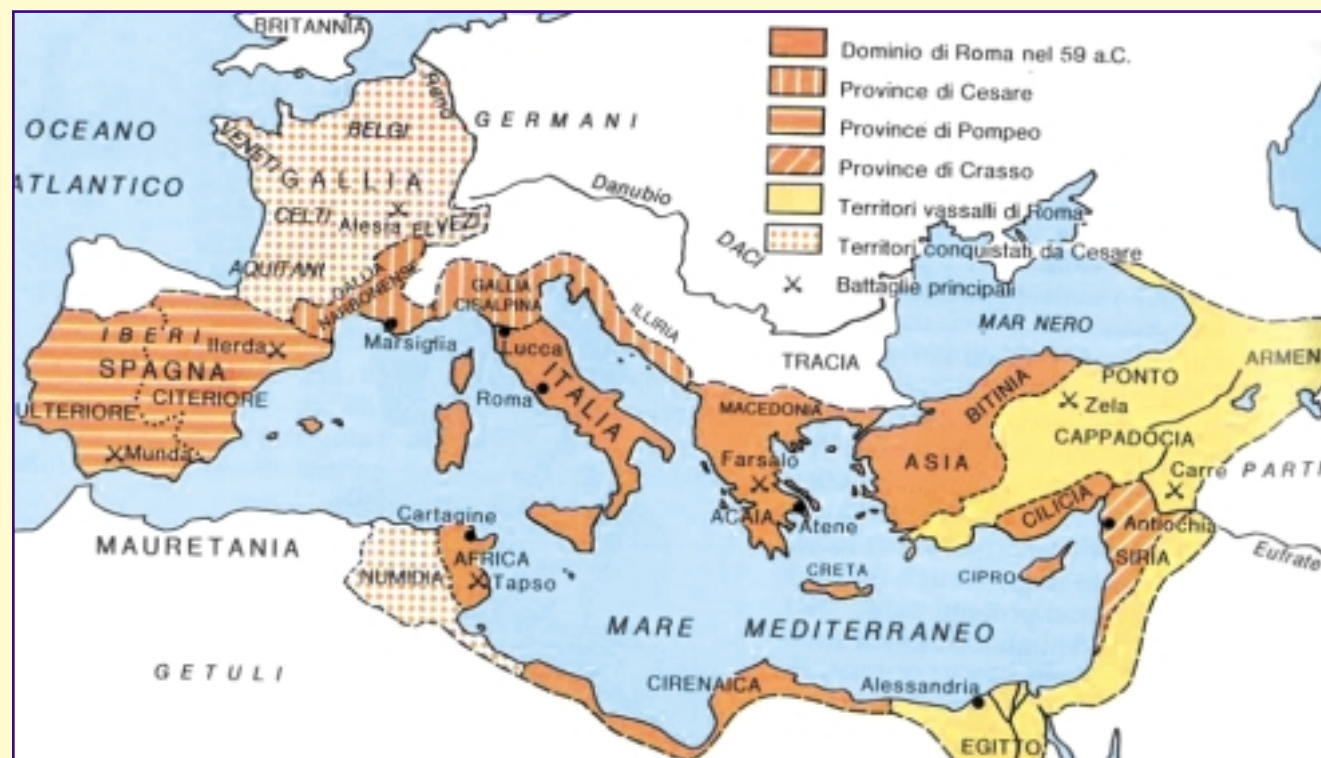 BRITANNIA
Dominio di Roma nel 59 a.C.
Province di Cesare
Province di Pompeo
Province di Crasso
Territori vassalli di Roma
Territori conquistati da Cesare
Battaglie principali
OCEANO
ATLANTICO
Reno
GERMANI
BELGI
VENETI
GALLIA
CELTI
Alesia
ELVEZI
AQUITANI
Danubio
DACI
GALLIA
NARBONENSE
GALLIA
CISALPINA
ILLIRIA
MAR NERO
TRACIA
IBERI
Ilerda
SPAGNA
CITERIORE
ULTERIORE
Munda
Marsiglia
Lucca
Roma
ITALIA
MACEDONIA
BITINIA
PONTO
ARMEN
Zela
CAPPADOCIA
ASIA
Farsalo
ACAIA
Atene
Carre
PARTI
CILICIA
Antiochia
SIRIA
Eufrate
Cartagine
MAURETANIA
AFRICA
NUMIDIA
Tapso
CRETA
CIPRO
MARE MEDITERRANEO
GETULI
CIRENAICA
Alessandria
EGITTO